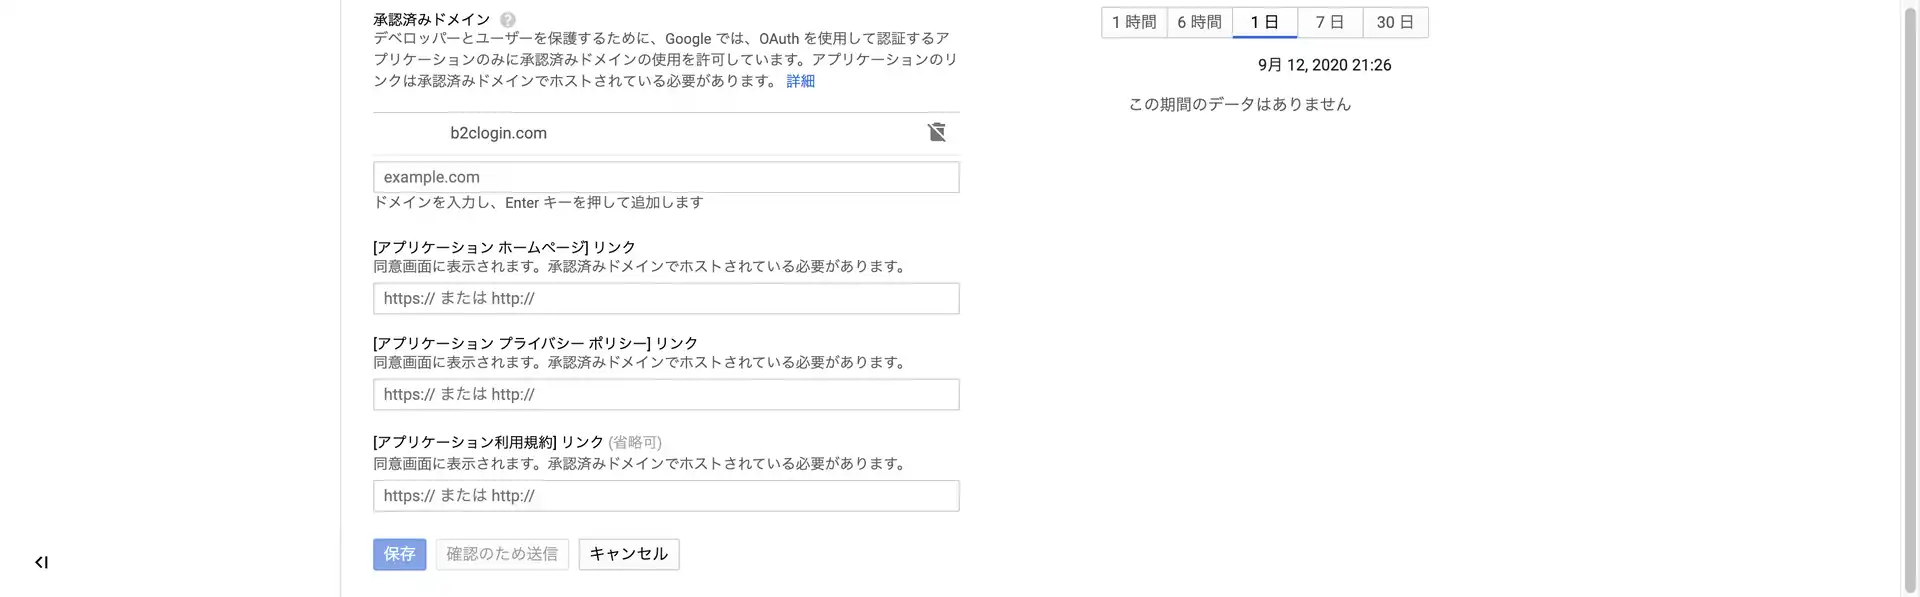 承認済みドメイン
デベロッパーとユーザーを保護するために、Google では、OAuth を使用して認証するア
プリケーションのみに承認済みドメインの使用を許可しています。アプリケーションのリ
ンクは承認済みドメインでホストされている必要があります。 詳細
b2clogin.com
example.com
ドメインを入力し、Enter キーを押して追加します
[アプリケーション ホームページ] リンク
同意画面に表示されます。承認済みドメインでホストされている必要があります。
https:// または http://
[アプリケーション プライバシー ポリシー] リンク
同意画面に表示されます。承認済みドメインでホストされている必要があります。
https:// または http://
[アプリケーション利用規約] リンク (省略可)
同意画面に表示されます。承認済みドメインでホストされている必要があります。
https:// または http://
保存 確認のため送信 キャンセル
1 時間 6 時間 1 日 7 日 30 日
9月 12, 2020 21:26
この期間のデータはありません